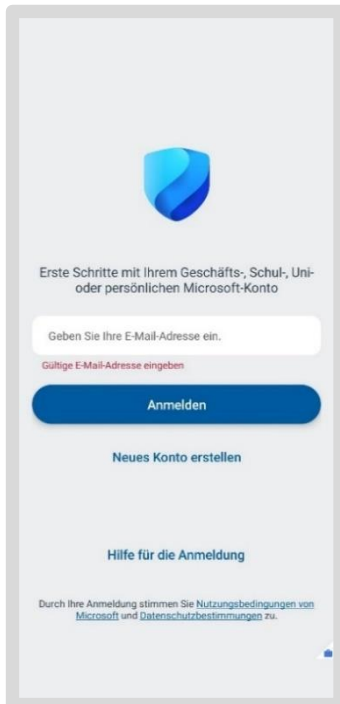 Erste Schritte mit Ihrem Geschäfts-, Schul-, Uni-
oder persönlichen Microsoft-Konto
Geben Sie Ihre E-Mail-Adresse ein.
Gültige E-Mail-Adresse eingeben
Anmelden
Neues Konto erstellen
Hilfe für die Anmeldung
Durch Ihre Anmeldung stimmen Sie Nutzungsbedingungen von
Microsoft und Datenschutzbestimmungen zu.